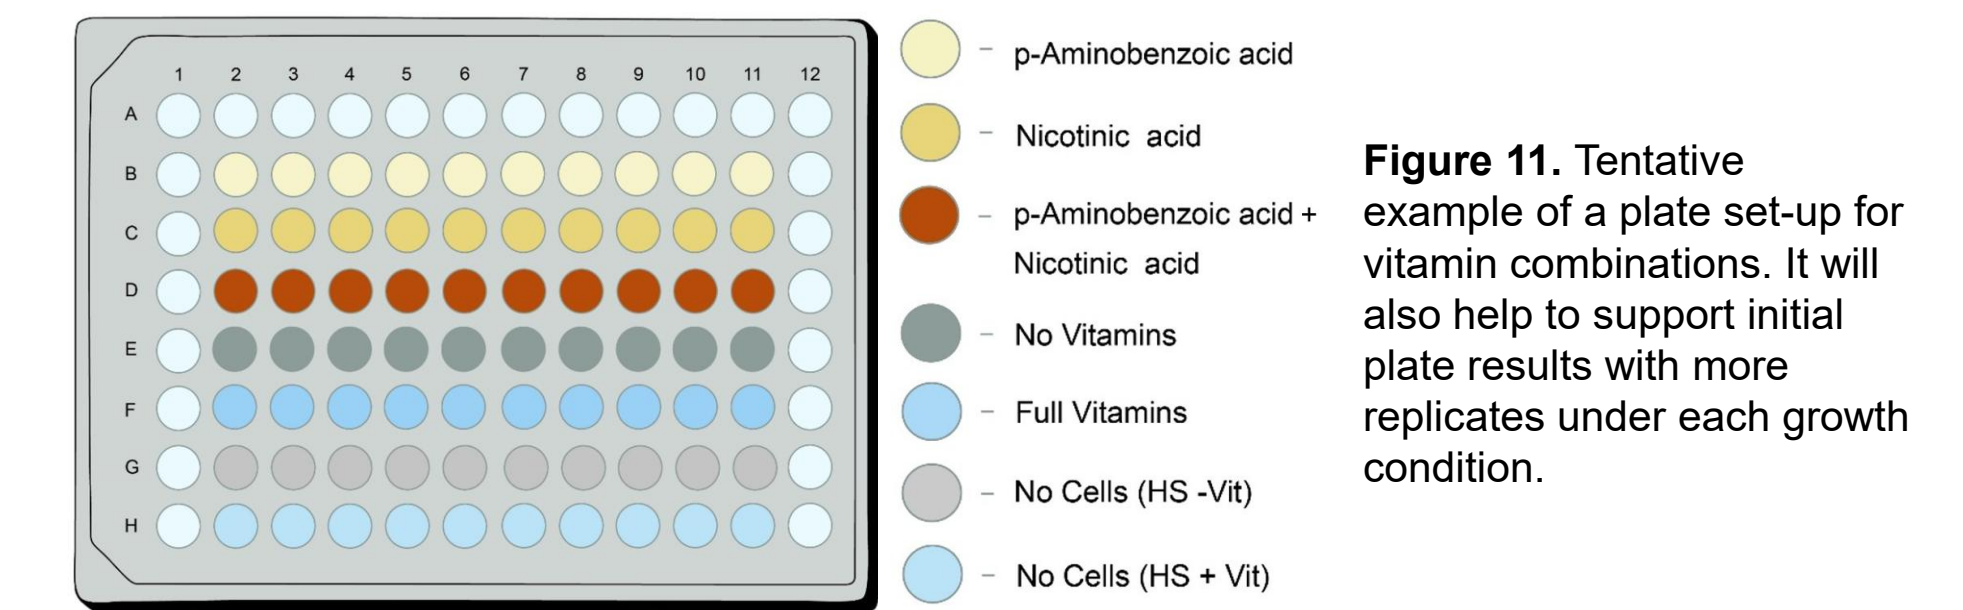 1 2 3 4 5 6 7 8 9 10 11 12
A
B
C
D
E
F
G
H
– p-Aminobenzoic acid
– Nicotinic acid
– p-Aminobenzoic acid +
Nicotinic acid
– No Vitamins
– Full Vitamins
– No Cells (HS -Vit)
– No Cells (HS + Vit)
Figure 11. Tentative
example of a plate set-up for
vitamin combinations. It will
also help to support initial
plate results with more
replicates under each growth
condition.